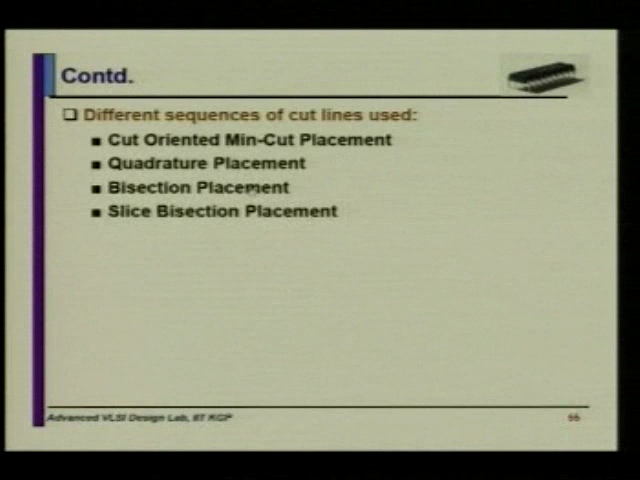 Contd.
Different sequences of cut lines used:
Cut Oriented Min-Cut Placement
Quadrature Placement
Bisection Placement
Slice Bisection Placement
Advanced VLSI Design Lab, IIT KGP